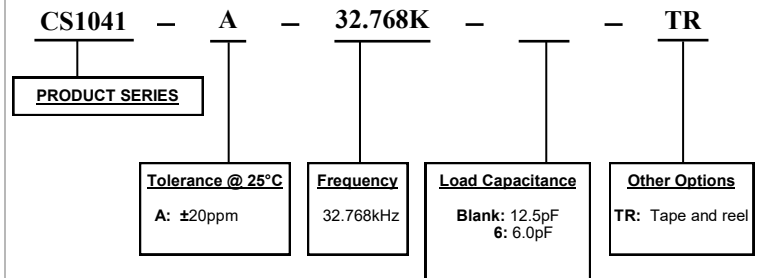 CS1041 – A – 32.768K – – TR
PRODUCT SERIES
Tolerance @ 25°C
A: ±20ppm
Frequency
32.768kHz
Load Capacitance
Blank: 12.5pF
6: 6.0pF
Other Options
TR: Tape and reel